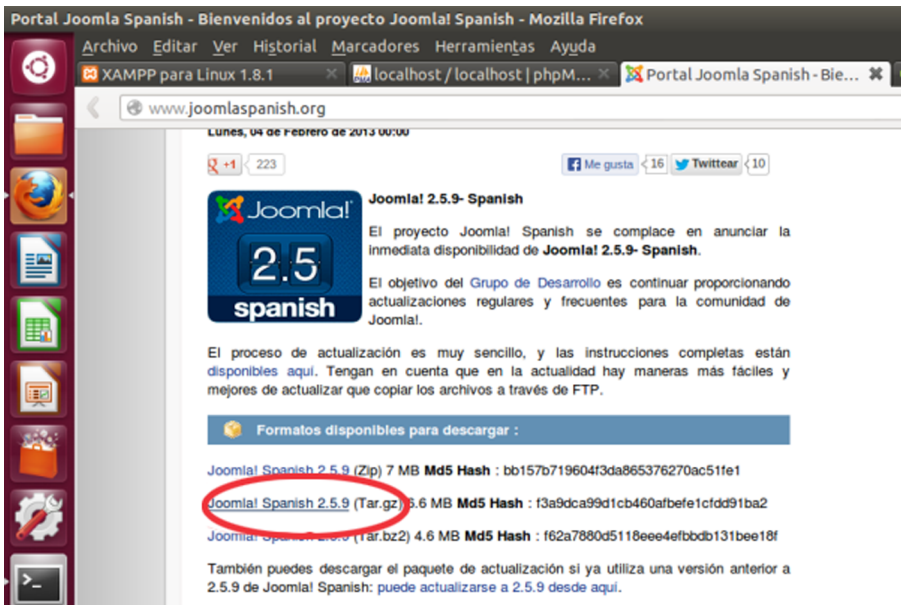 Portal Joomla Spanish - Bienvenidos al proyecto Joomla! Spanish - Mozilla Firefox
Archivo Editar Ver Historial Marcadores Herramientas Ayuda
XAMPP para Linux 1.8.1
localhost / localhost | phpM...
Portal Joomla Spanish - Bie...
www.joomlaspanish.org
Lunes, 04 de Febrero de 2013 00:00
+1 223
Me gusta 16 Twittear 10
Joomla!
2.5
spanish
Joomla! 2.5.9- Spanish
El proyecto Joomla! Spanish se complace en anunciar la
inmediata disponibilidad de Joomla! 2.5.9- Spanish.
El objetivo del Grupo de Desarrollo es continuar proporcionando
actualizaciones regulares y frecuentes para la comunidad de
Joomla!.
El proceso de actualización es muy sencillo, y las instrucciones completas están
disponibles aquí. Tengan en cuenta que en la actualidad hay maneras más fáciles y
mejores de actualizar que copiar los archivos a través de FTP.
Formatos disponibles para descargar :
Joomla! Spanish 2.5.9 (Zip) 7 MB Md5 Hash : bb157b719604f3da865376270ac51fe1
Joomla! Spanish 2.5.9 (Tar.gz) 6.6 MB Md5 Hash : f3a9dca99d1cb460afbefe1cfdd91ba2
Joomla! Spanish 2.5.9 (Tar.bz2) 4.6 MB Md5 Hash : f62a7880d5118eee4efbbdb131bee18f
También puedes descargar el paquete de actualización si ya utiliza una versión anterior a
2.5.9 de Joomla! Spanish: puede actualizarse a 2.5.9 desde aquí.